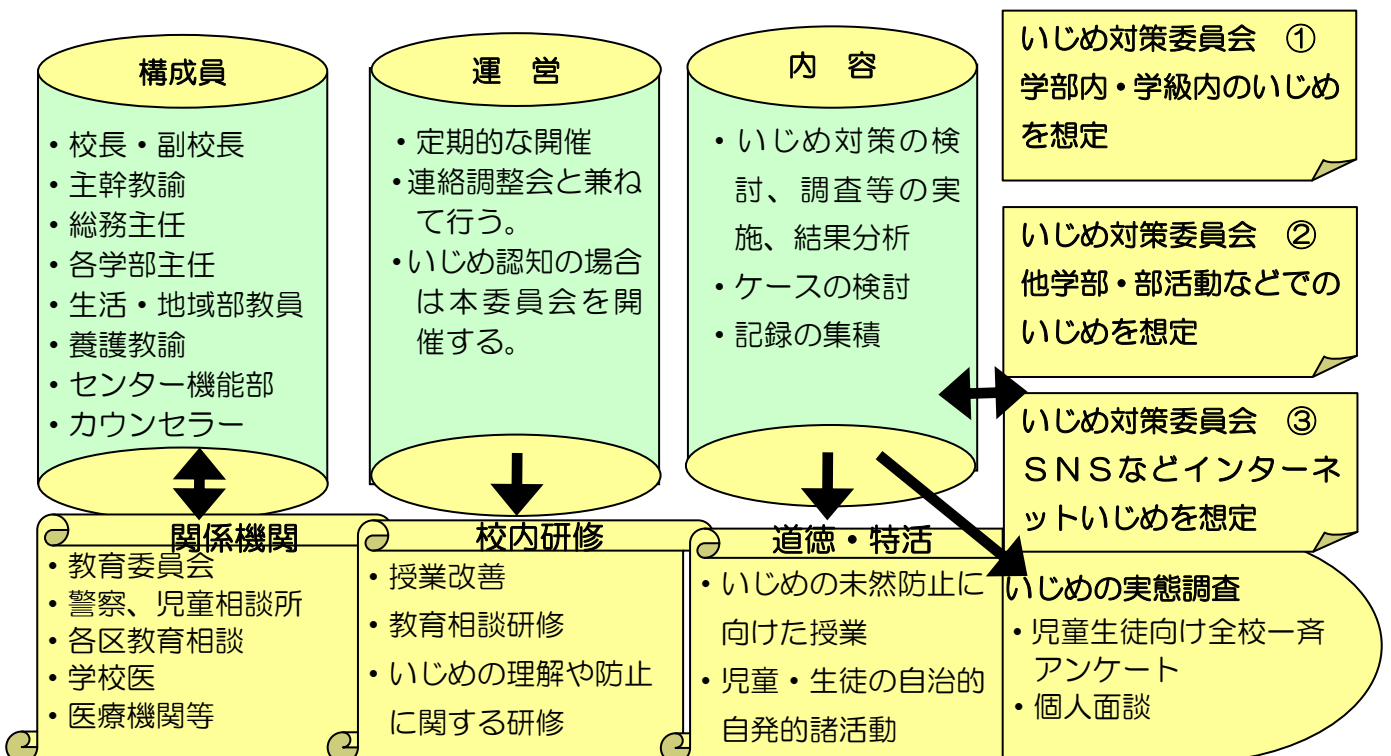 構成員
・校長・副校長
・主幹教諭
・総務主任
・各学部主任
・生活・地域部教員
・養護教諭
・センター機能部
・カウンセラー
運　営
・定期的な開催
・連絡調整会と兼ね
て行う。
・いじめ認知の場合
は本委員会を開
催する。
内　容
・いじめ対策の検
討、調査等の実
施、結果分析
・ケースの検討
・記録の集積
いじめ対策委員会　①
学部内・学級内のいじめ
を想定
いじめ対策委員会　②
他学部・部活動などでの
いじめを想定
いじめ対策委員会　③
ＳＮＳなどインターネ
ットいじめを想定
関係機関
・教育委員会
・警察、児童相談所
・各区教育相談
・学校医
・医療機関等
校内研修
・授業改善
・教育相談研修
・いじめの理解や防止
に関する研修
道徳・特活
・いじめの未然防止に
向けた授業
・児童・生徒の自治的
自発的諸活動
いじめの実態調査
・児童生徒向け全校一斉
アンケート
・個人面談